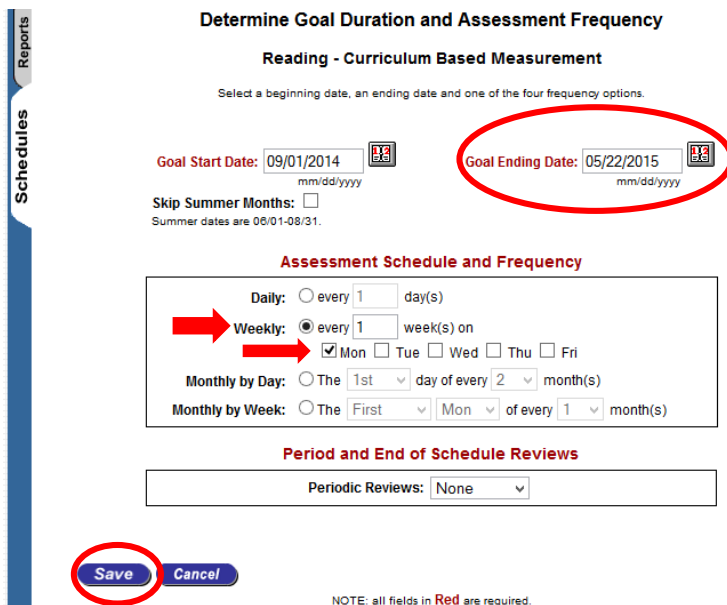 Reports
Schedules
Determine Goal Duration and Assessment Frequency
Reading - Curriculum Based Measurement
Select a beginning date, an ending date and one of the four frequency options.
Goal Start Date: 09/01/2014 Goal Ending Date: 05/22/2015
mm/dd/yyyy mm/dd/yyyy
Skip Summer Months:
Summer dates are 06/01-08/31.
Assessment Schedule and Frequency
Daily: every 1 day(s)
Weekly: every 1 week(s) on
Mon Tue Wed Thu Fri
Monthly by Day: The 1st day of every 2 month(s)
Monthly by Week: The First Mon of every 1 month(s)
Period and End of Schedule Reviews
Periodic Reviews: None
Save Cancel
NOTE: all fields in Red are required.